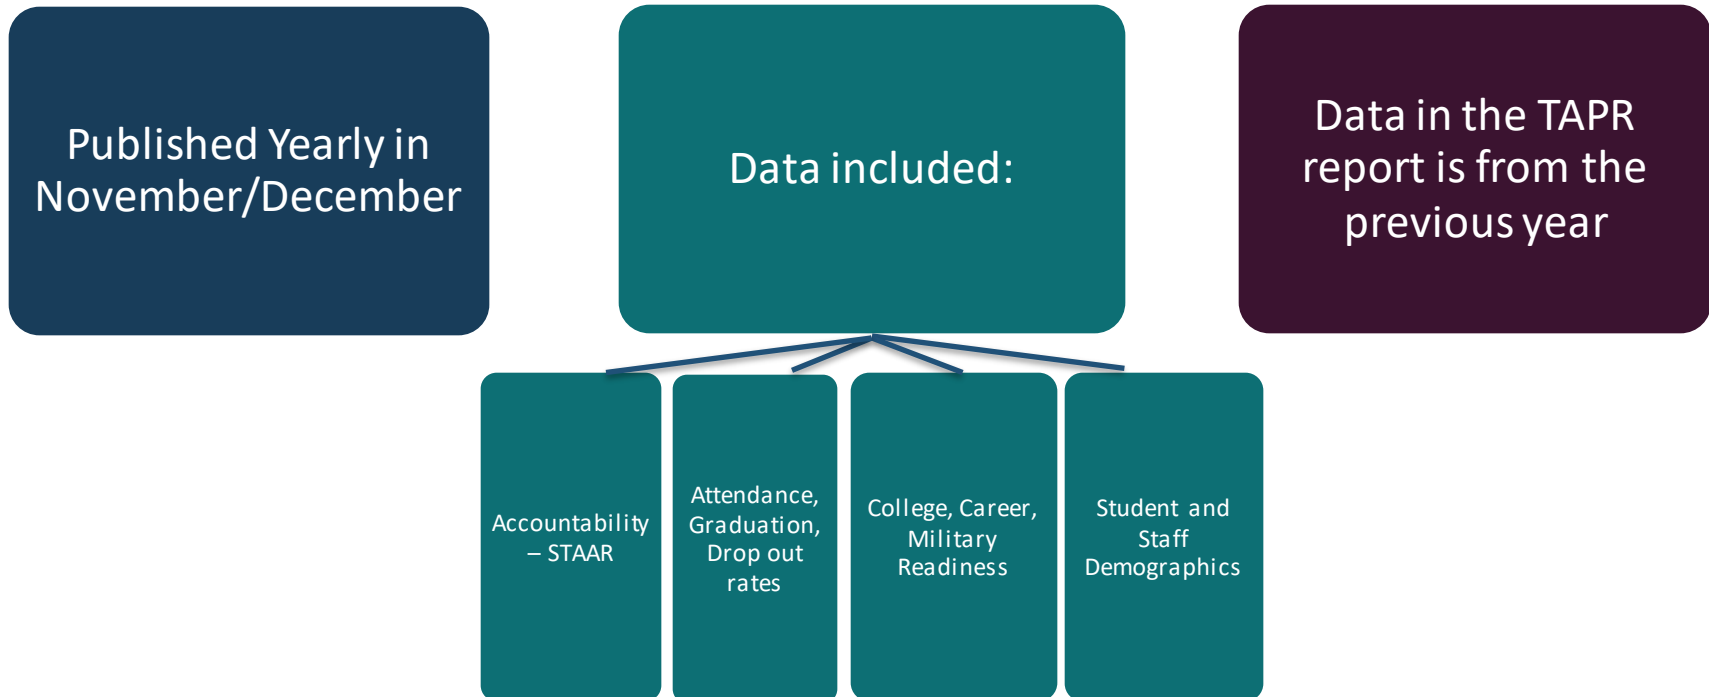 Published Yearly in
November/December
Data included:
Data in the TAPR
report is from the
previous year
Accountability
– STAAR
Attendance,
Graduation,
Drop out
rates
College, Career,
Military
Readiness
Student and
Staff
Demographics